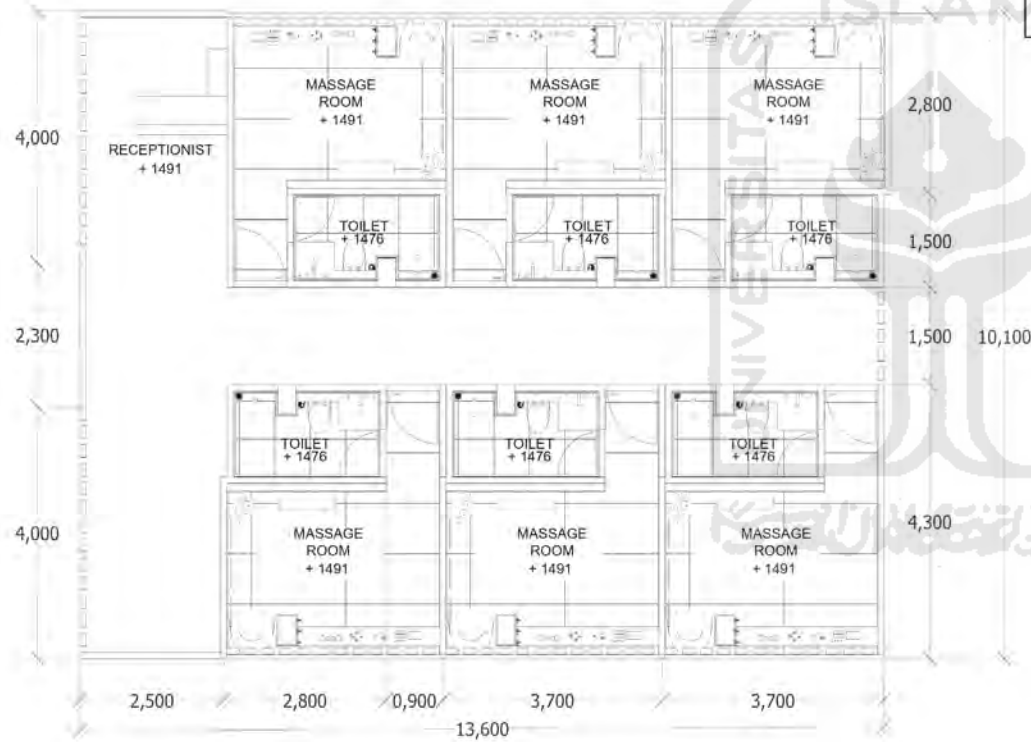 ISLAM
UNIVERSITAS
MASSAGE
ROOM
+ 1491
MASSAGE
ROOM
+ 1491
MASSAGE
ROOM
+ 1491
2,800
4,000
RECEPTIONIST
+ 1491
TOILET
+ 1476
TOILET
+ 1476
TOILET
+ 1476
1,500
2,300
1,500
10,100
TOILET
+ 1476
TOILET
+ 1476
TOILET
+ 1476
4,000
MASSAGE
ROOM
+ 1491
MASSAGE
ROOM
+ 1491
MASSAGE
ROOM
+ 1491
4,300
2,500
2,800
0,900
3,700
3,700
13,600